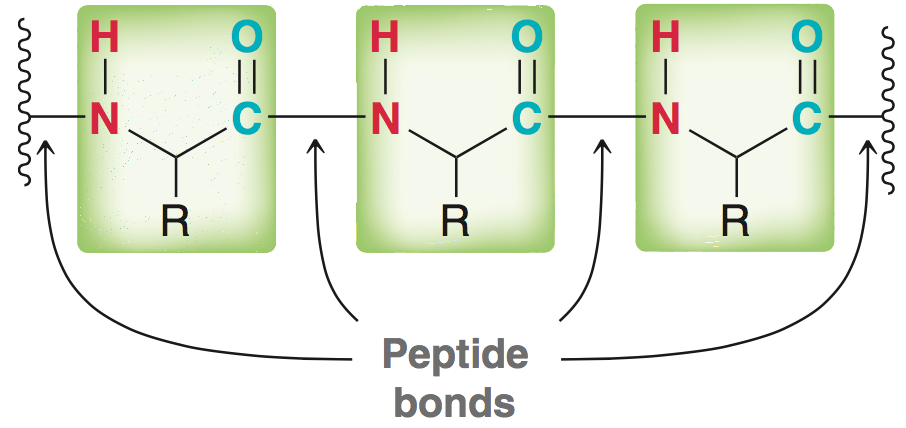 H O H O H O
N C N C N C
R R R
Peptide
bonds